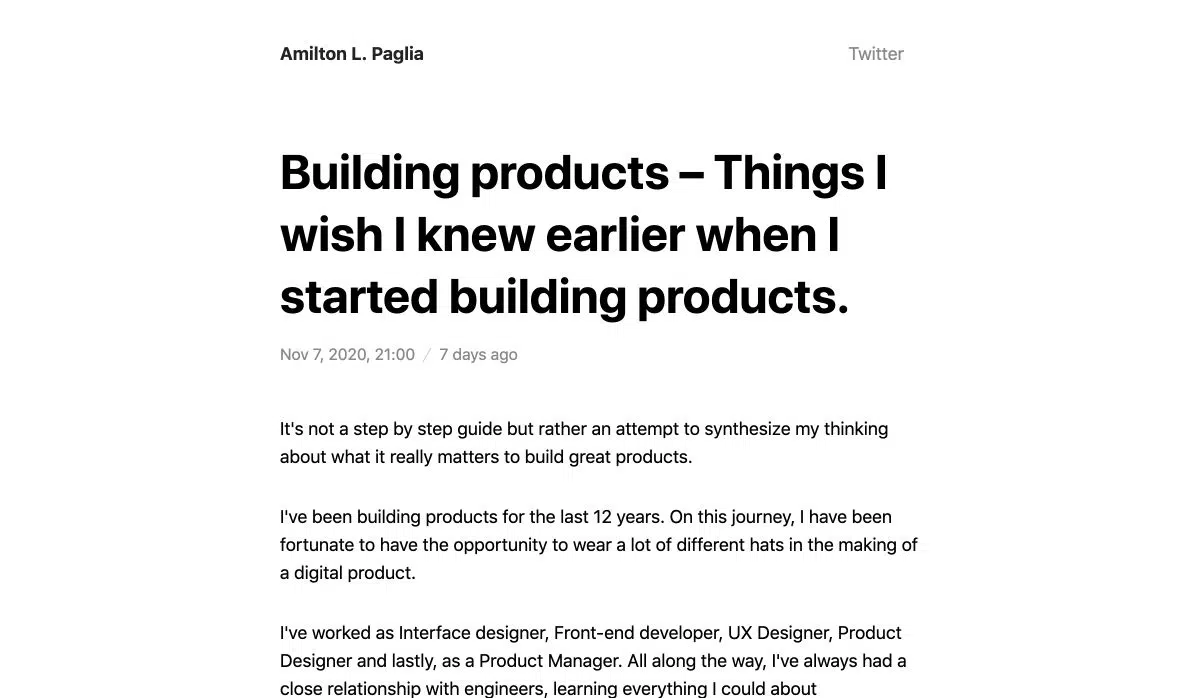 Amilton L. Paglia
Twitter
Building products – Things I
wish I knew earlier when I
started building products.
Nov 7, 2020, 21:00 / 7 days ago
It's not a step by step guide but rather an attempt to synthesize my thinking
about what it really matters to build great products.
I've been building products for the last 12 years. On this journey, I have been
fortunate to have the opportunity to wear a lot of different hats in the making of
a digital product.
I've worked as Interface designer, Front-end developer, UX Designer, Product
Designer and lastly, as a Product Manager. All along the way, I've always had a
close relationship with engineers, learning everything I could about